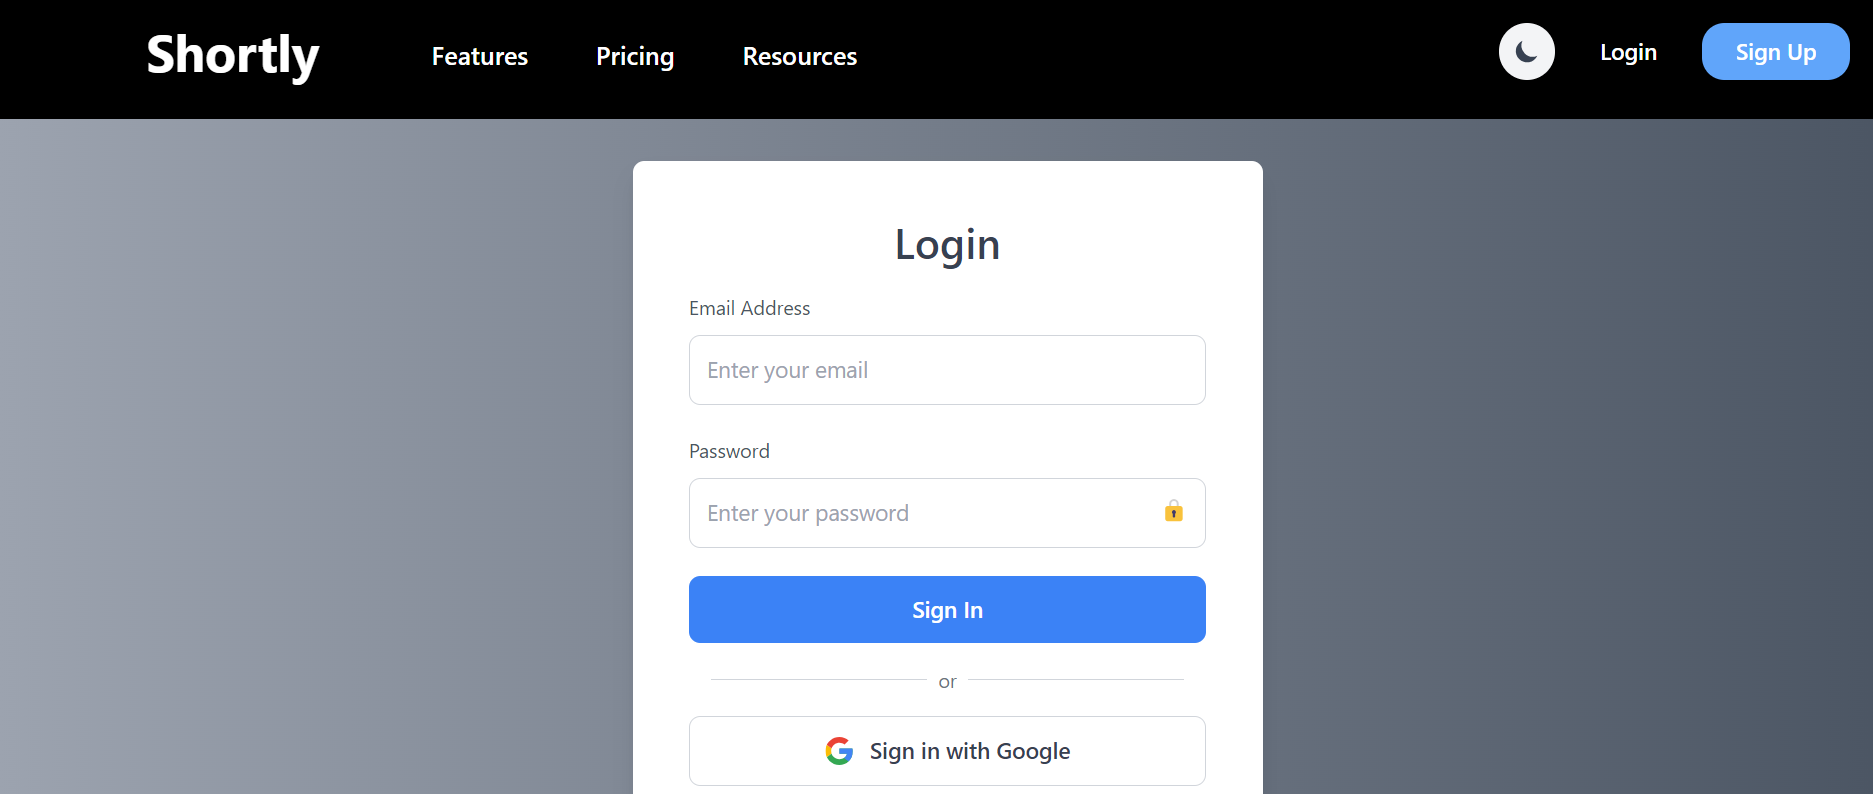 Shortly
Features
Pricing
Resources
Login
Sign Up
Login
Email Address
Enter your email
Password
Enter your password
Sign In
or
Sign in with Google